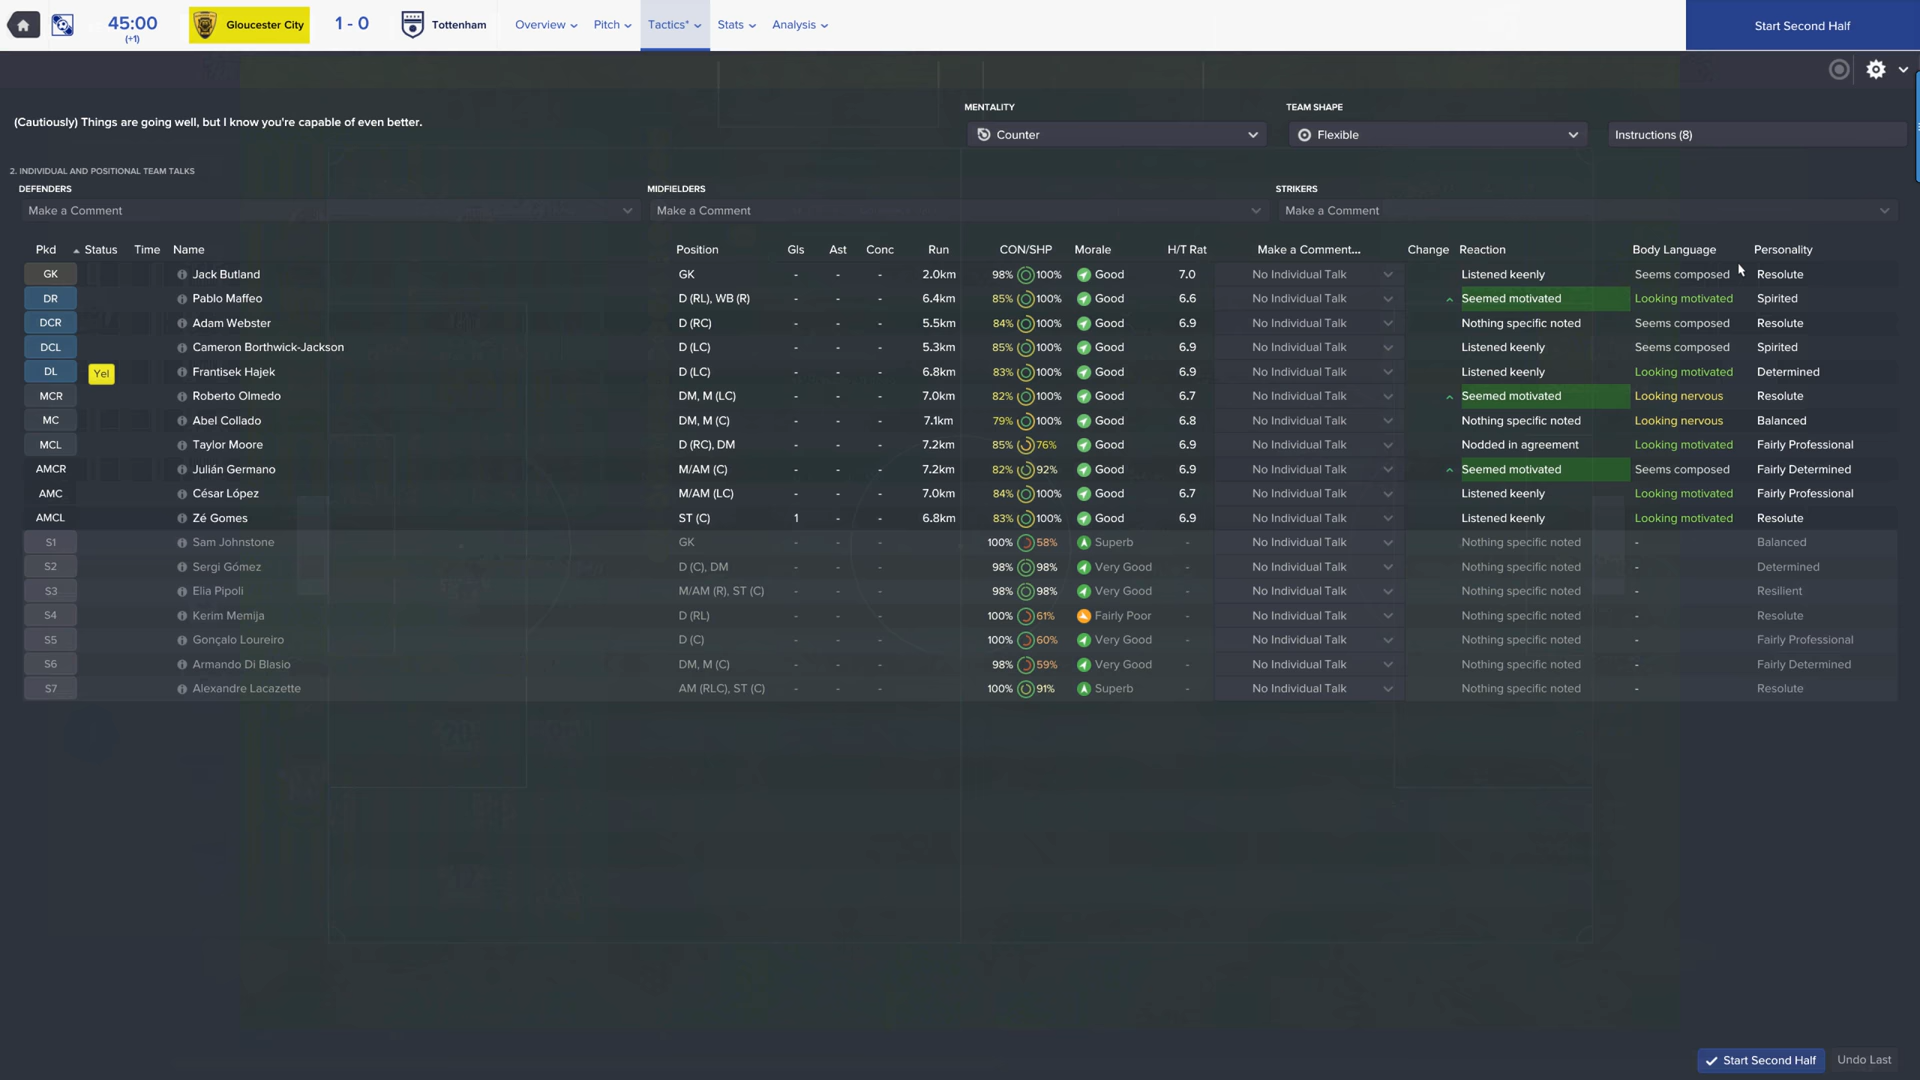 45:00 (+1) Gloucester City 1 - 0 Tottenham Overview Pitch Tactics* Stats Analysis Start Second Half
MENTALITY TEAM SHAPE
(Cautiously) Things are going well, but I know you're capable of even better.
Counter Flexible Instructions (8)
2. INDIVIDUAL AND POSITIONAL TEAM TALKS
DEFENDERS MIDFIELDERS STRIKERS
Make a Comment Make a Comment Make a Comment
Pkd Status Time Name Position Gls Ast Conc Run CON/SHP Morale H/T Rat Make a Comment... Change Reaction Body Language Personality
GK Jack Butland GK - - - 2.0km 98% 100% Good 7.0 No Individual Talk Listened keenly Seems composed Resolute
DR Pablo Maffeo D (RL), WB (R) - - - 6.4km 85% 100% Good 6.6 No Individual Talk Seemed motivated Looking motivated Spirited
DCR Adam Webster D (RC) - - - 5.5km 84% 100% Good 6.9 No Individual Talk Nothing specific noted Seems composed Resolute
DCL Cameron Borthwick-Jackson D (LC) - - - 5.3km 85% 100% Good 6.9 No Individual Talk Listened keenly Seems composed Spirited
DL Yel Frantisek Hajek D (LC) - - - 6.8km 83% 100% Good 6.9 No Individual Talk Listened keenly Looking motivated Determined
MCR Roberto Olmedo DM, M (LC) - - - 7.0km 82% 100% Good 6.7 No Individual Talk Seemed motivated Looking nervous Resolute
MC Abel Collado DM, M (C) - - - 7.1km 79% 100% Good 6.8 No Individual Talk Nothing specific noted Looking nervous Balanced
MCL Taylor Moore D (RC), DM - - - 7.2km 85% 76% Good 6.9 No Individual Talk Nodded in agreement Looking motivated Fairly Professional
AMCR Julián Germano M/AM (C) - - - 7.2km 82% 92% Good 6.9 No Individual Talk Seemed motivated Seems composed Fairly Determined
AMC César López M/AM (LC) - - - 7.0km 84% 100% Good 6.7 No Individual Talk Listened keenly Looking motivated Fairly Professional
AMCL Zé Gomes ST (C) 1 - - 6.8km 83% 100% Good 6.9 No Individual Talk Listened keenly Looking motivated Resolute
S1 Sam Johnstone GK - - - 100% 58% Superb - No Individual Talk Nothing specific noted - Balanced
S2 Sergi Gómez D (C), DM - - - 98% 98% Very Good - No Individual Talk Nothing specific noted - Determined
S3 Elia Pipoli M/AM (R), ST (C) - - - 98% 98% Very Good - No Individual Talk Nothing specific noted - Resilient
S4 Kerim Memija D (RL) - - - 100% 61% Fairly Poor - No Individual Talk Nothing specific noted - Resolute
S5 Gonçalo Loureiro D (C) - - - 100% 60% Very Good - No Individual Talk Nothing specific noted - Fairly Professional
S6 Armando Di Blasio DM, M (C) - - - 98% 59% Very Good - No Individual Talk Nothing specific noted - Fairly Determined
S7 Alexandre Lacazette AM (RLC), ST (C) - - - 100% 91% Superb - No Individual Talk Nothing specific noted - Resolute
Start Second Half Undo Last